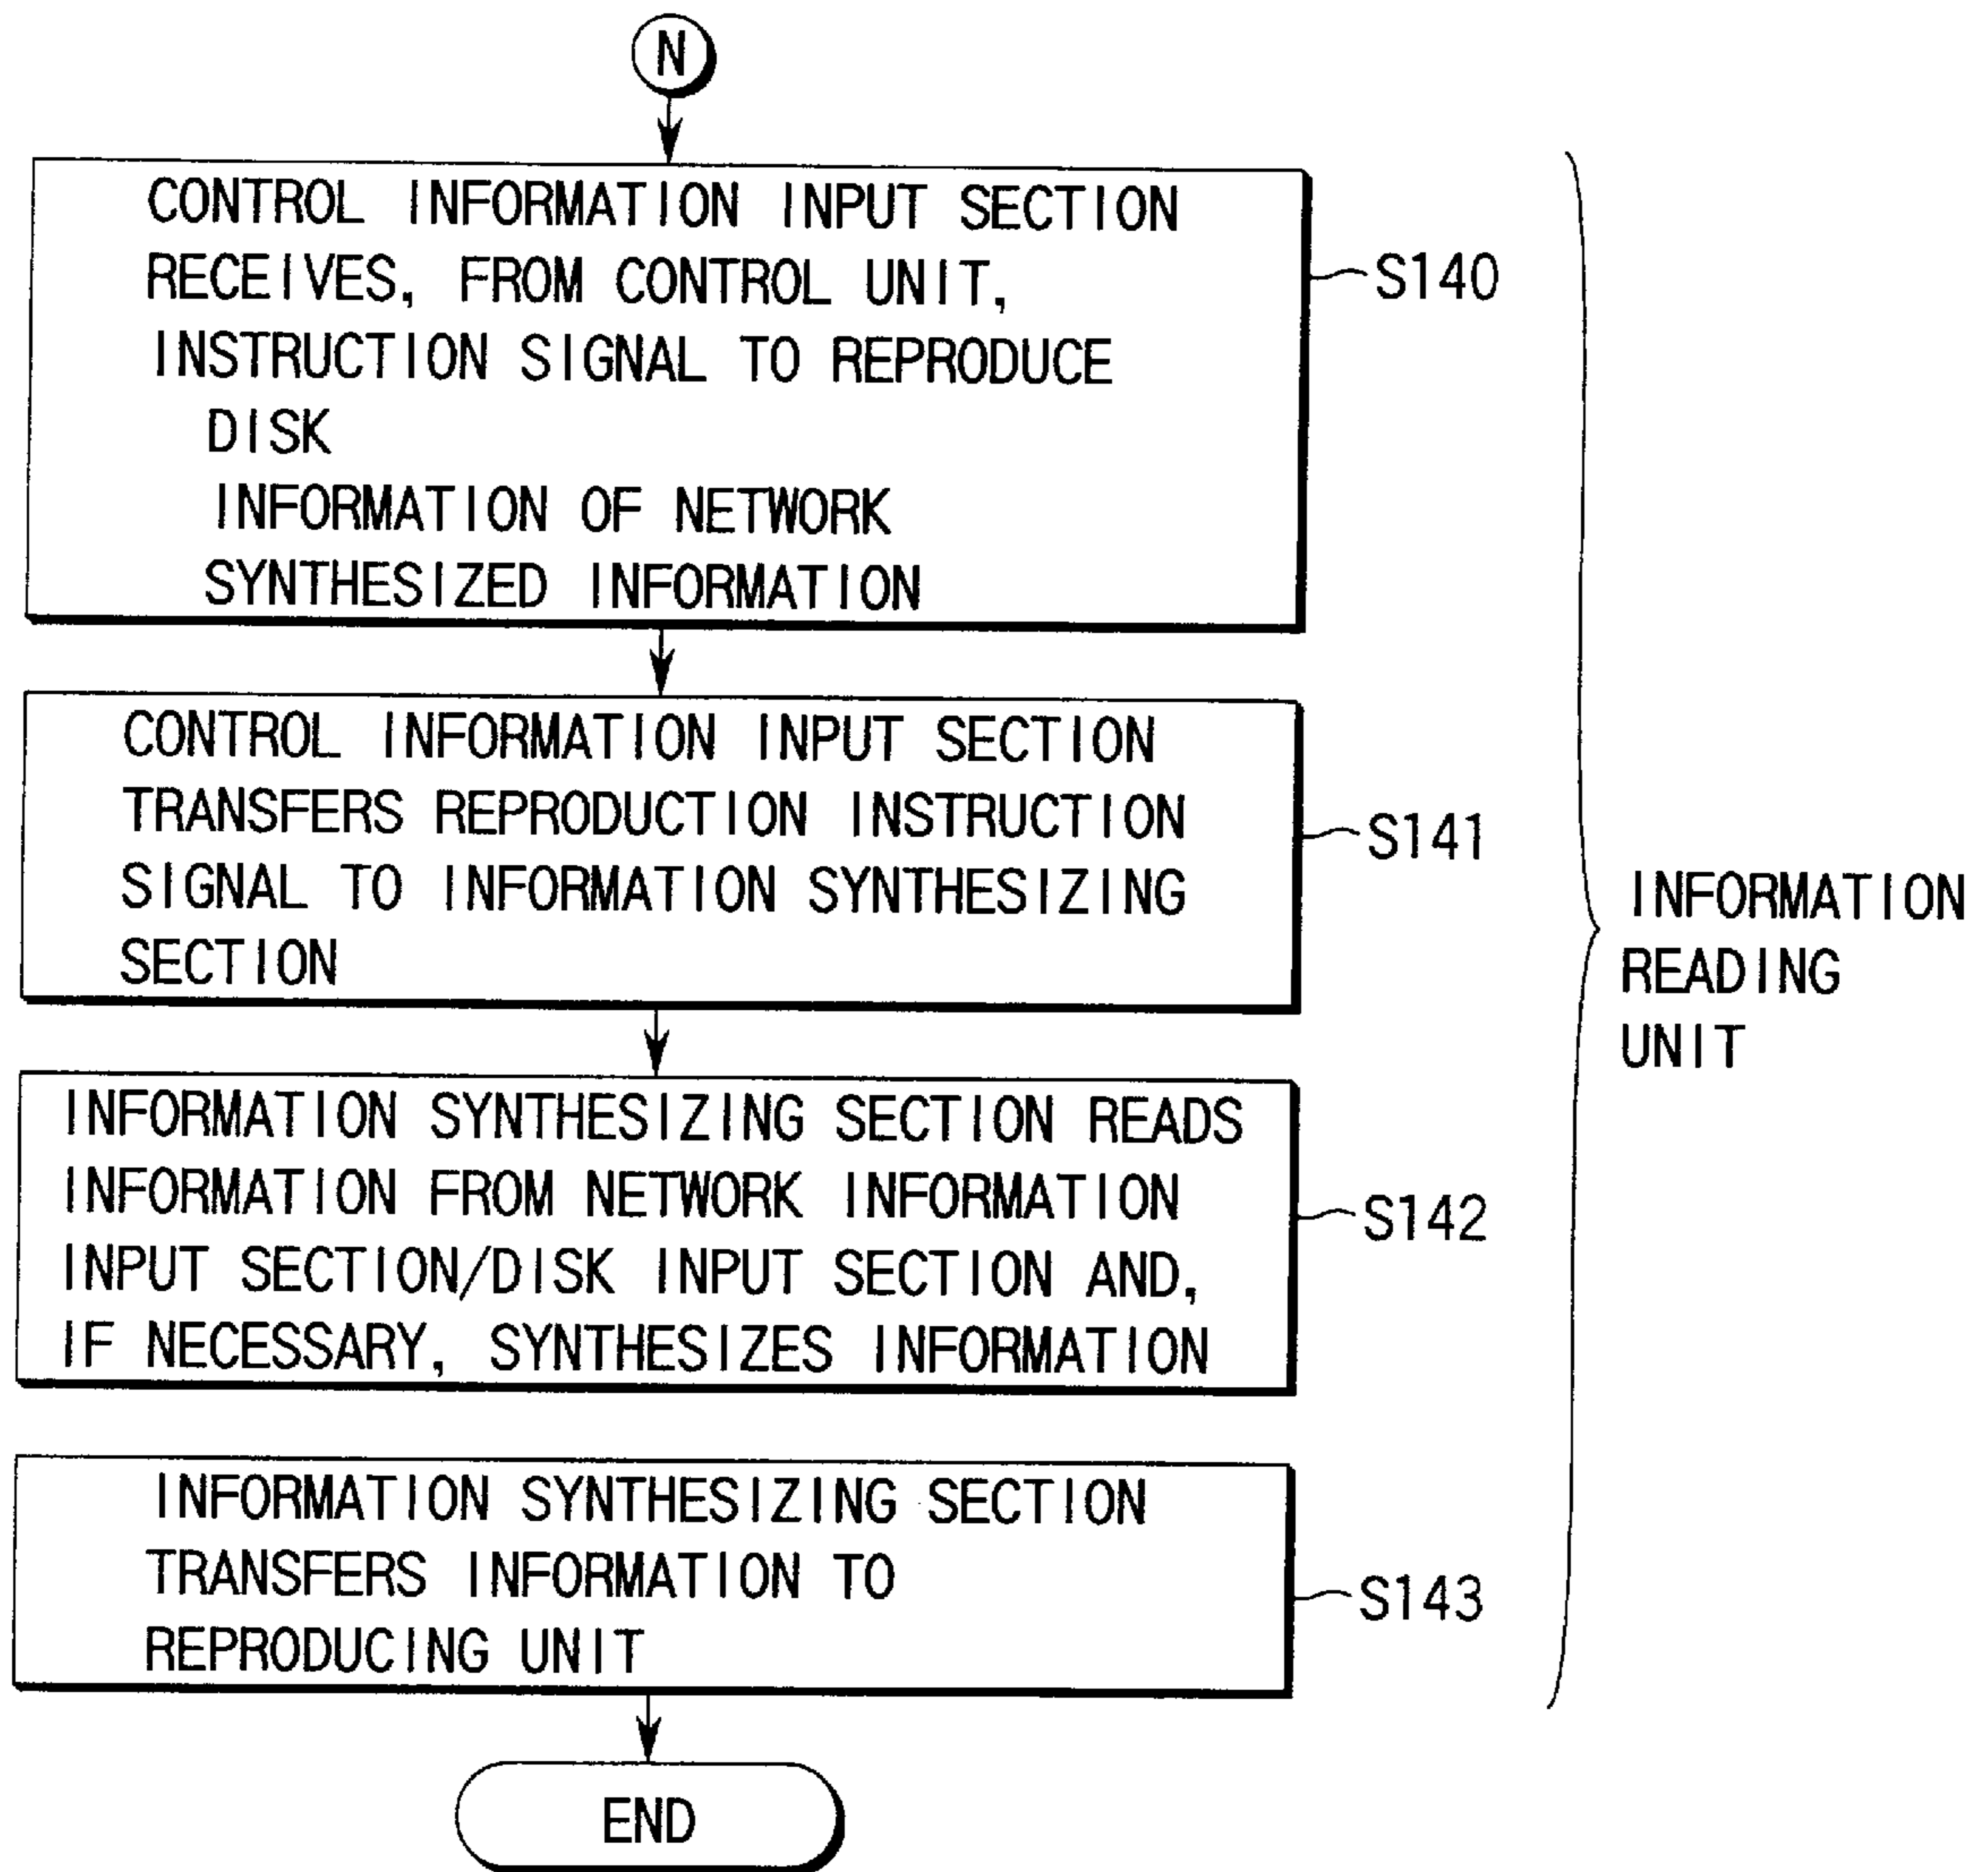 N
CONTROL INFORMATION INPUT SECTION
RECEIVES, FROM CONTROL UNIT,
INSTRUCTION SIGNAL TO REPRODUCE
DISK
INFORMATION OF NETWORK
SYNTHESIZED INFORMATION
S140
CONTROL INFORMATION INPUT SECTION
TRANSFERS REPRODUCTION INSTRUCTION
SIGNAL TO INFORMATION SYNTHESIZING
SECTION
S141
INFORMATION SYNTHESIZING SECTION READS
INFORMATION FROM NETWORK INFORMATION
INPUT SECTION/DISK INPUT SECTION AND,
IF NECESSARY, SYNTHESIZES INFORMATION
S142
INFORMATION SYNTHESIZING SECTION
TRANSFERS INFORMATION TO
REPRODUCING UNIT
S143
INFORMATION
READING
UNIT
END